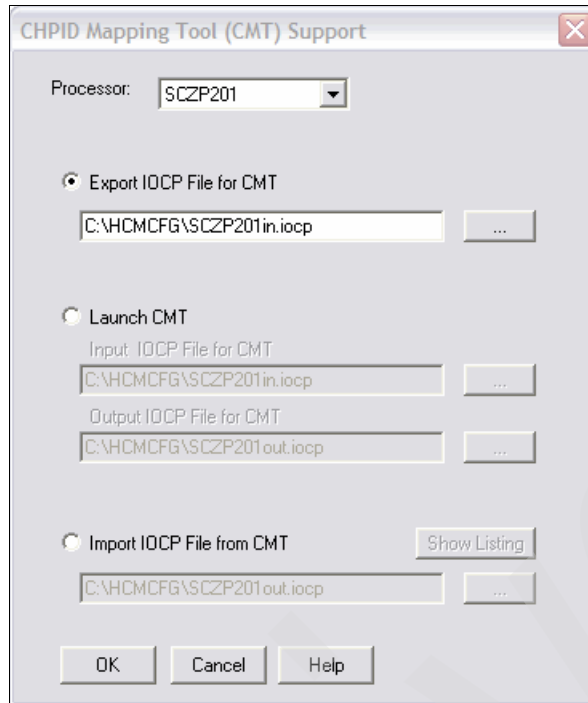 CHPID Mapping Tool (CMT) Support
Processor: SCZP201
Export IOCP File for CMT
C:\HCMCFG\SCZP201in.iocp ...
Launch CMT
Input IOCP File for CMT
C:\HCMCFG\SCZP201in.iocp ...
Output IOCP File for CMT
C:\HCMCFG\SCZP201out.iocp ...
Import IOCP File from CMT Show Listing
C:\HCMCFG\SCZP201out.iocp ...
OK Cancel Help